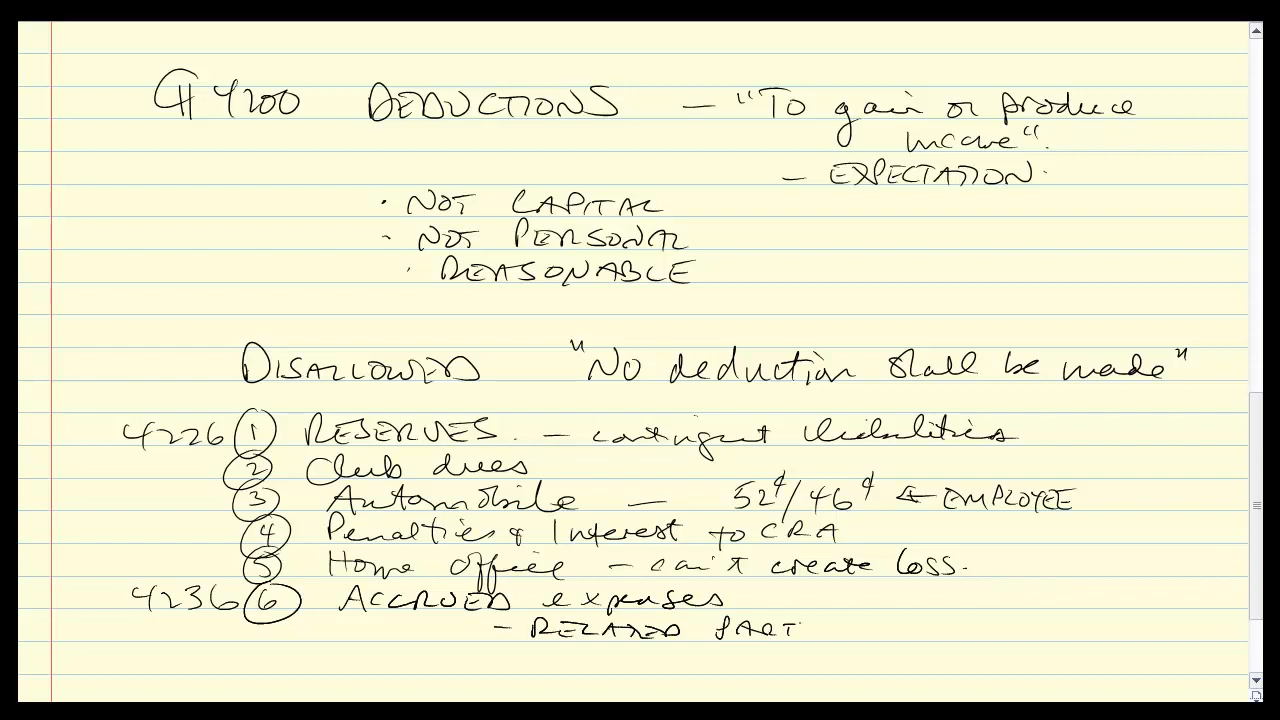 ¶ 4200 DEDUCTIONS — "To gain or produce
income".
— EXPECTATION.
· NOT CAPITAL
- NOT PERSONAL
· REASONABLE
DISALLOWED "No deduction shall be made"
4226 ① RESERVES. — contingent liabilities
② Club dues
③ Automobile — 52¢/46¢ ← EMPLOYEE
④ Penalties & Interest to CRA
⑤ Home office — can't create loss.
4236 ⑥ ACCRUED expenses
- RELATED PART